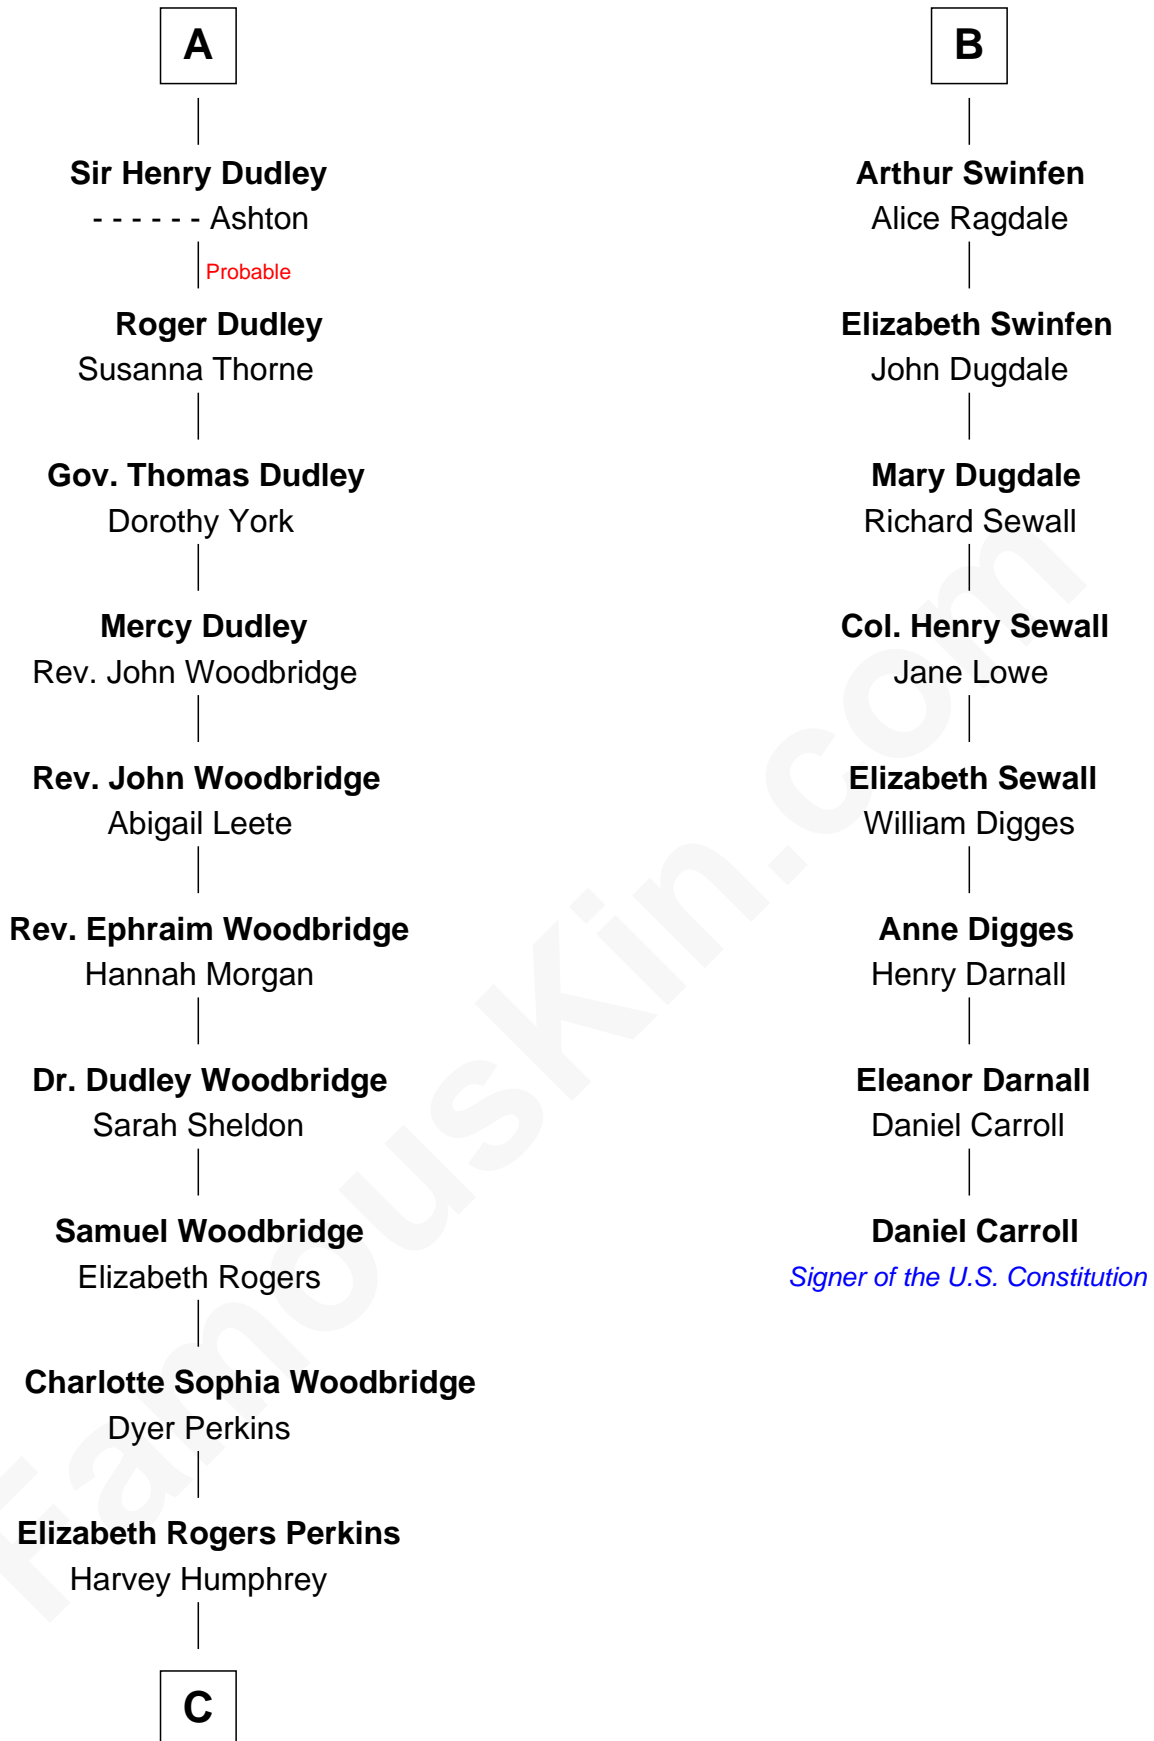 A
Sir Henry Dudley
- - - - - - Ashton
Probable
Roger Dudley
Susanna Thorne
Gov. Thomas Dudley
Dorothy York
Mercy Dudley
Rev. John Woodbridge
Rev. John Woodbridge
Abigail Leete
Rev. Ephraim Woodbridge
Hannah Morgan
Dr. Dudley Woodbridge
Sarah Sheldon
Samuel Woodbridge
Elizabeth Rogers
Charlotte Sophia Woodbridge
Dyer Perkins
Elizabeth Rogers Perkins
Harvey Humphrey
C
B
Arthur Swinfen
Alice Ragdale
Elizabeth Swinfen
John Dugdale
Mary Dugdale
Richard Sewall
Col. Henry Sewall
Jane Lowe
Elizabeth Sewall
William Digges
Anne Digges
Henry Darnall
Eleanor Darnall
Daniel Carroll
Daniel Carroll
Signer of the U.S. Constitution
FamousKin.com